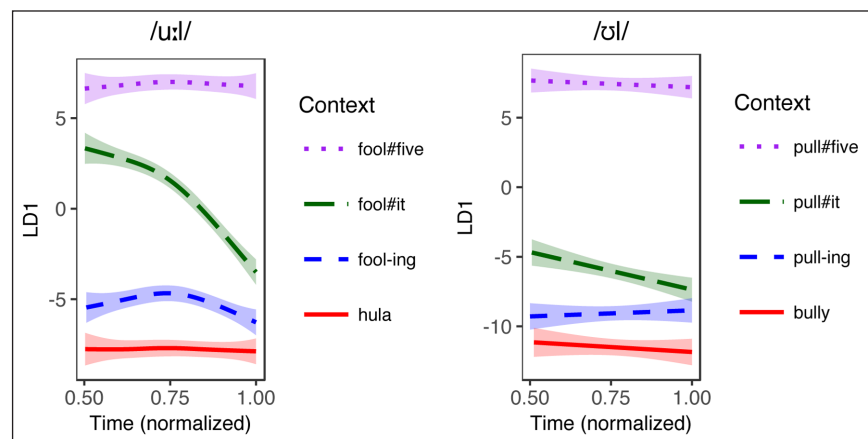 /uːl/
/ʊl/
LD1
5
0
-5
0.50
0.75
1.00
Time (normalized)
Context
fool#five
fool#it
fool-ing
hula
LD1
5
0
-5
-10
0.50
0.75
1.00
Time (normalized)
Context
pull#five
pull#it
pull-ing
bully